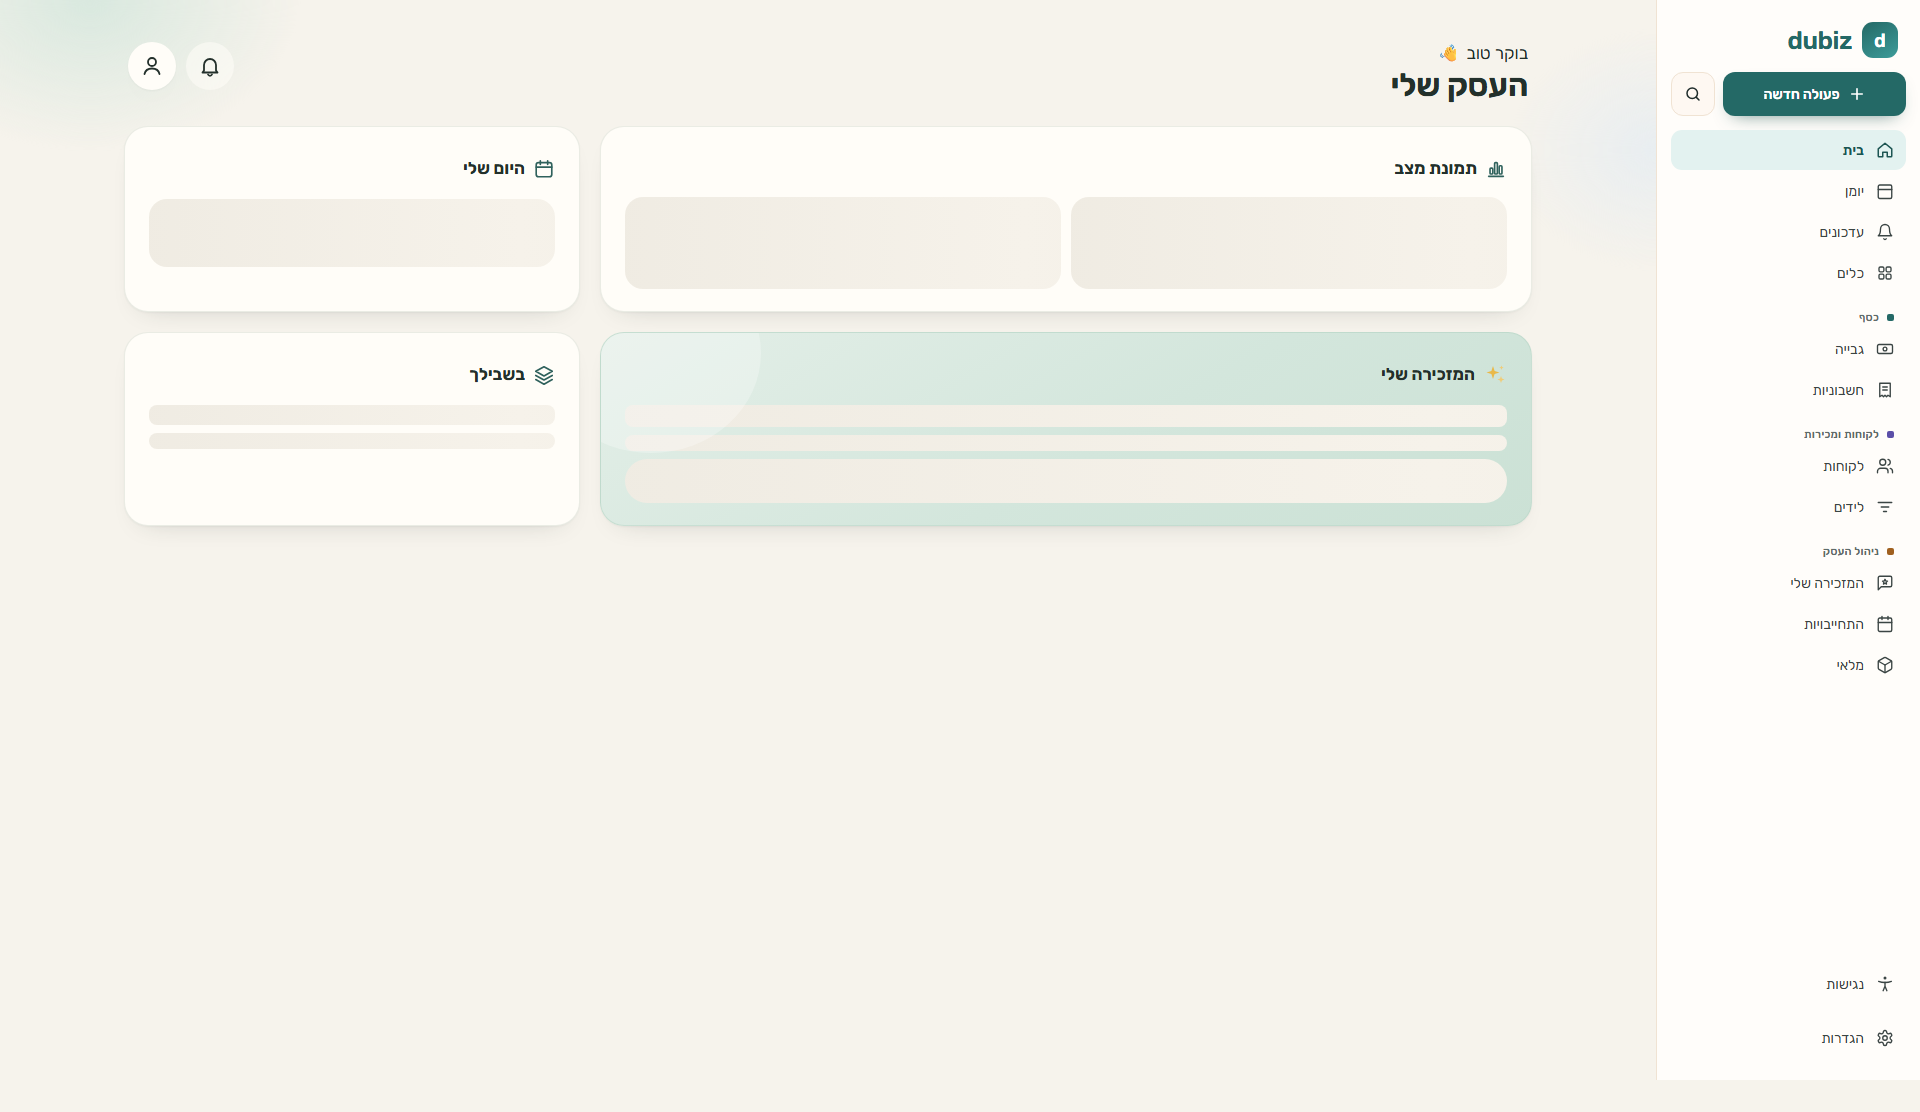 dubiz
d
פעולה חדשה
בית
יומן
עדכונים
כלים
כסף
גבייה
חשבוניות
לקוחות ומכירות
לקוחות
לידים
ניהול העסק
המזכירה שלי
התחייבויות
מלאי
נגישות
הגדרות
בוקר טוב 👋
העסק שלי
תמונת מצב
היום שלי
המזכירה שלי
בשבילך